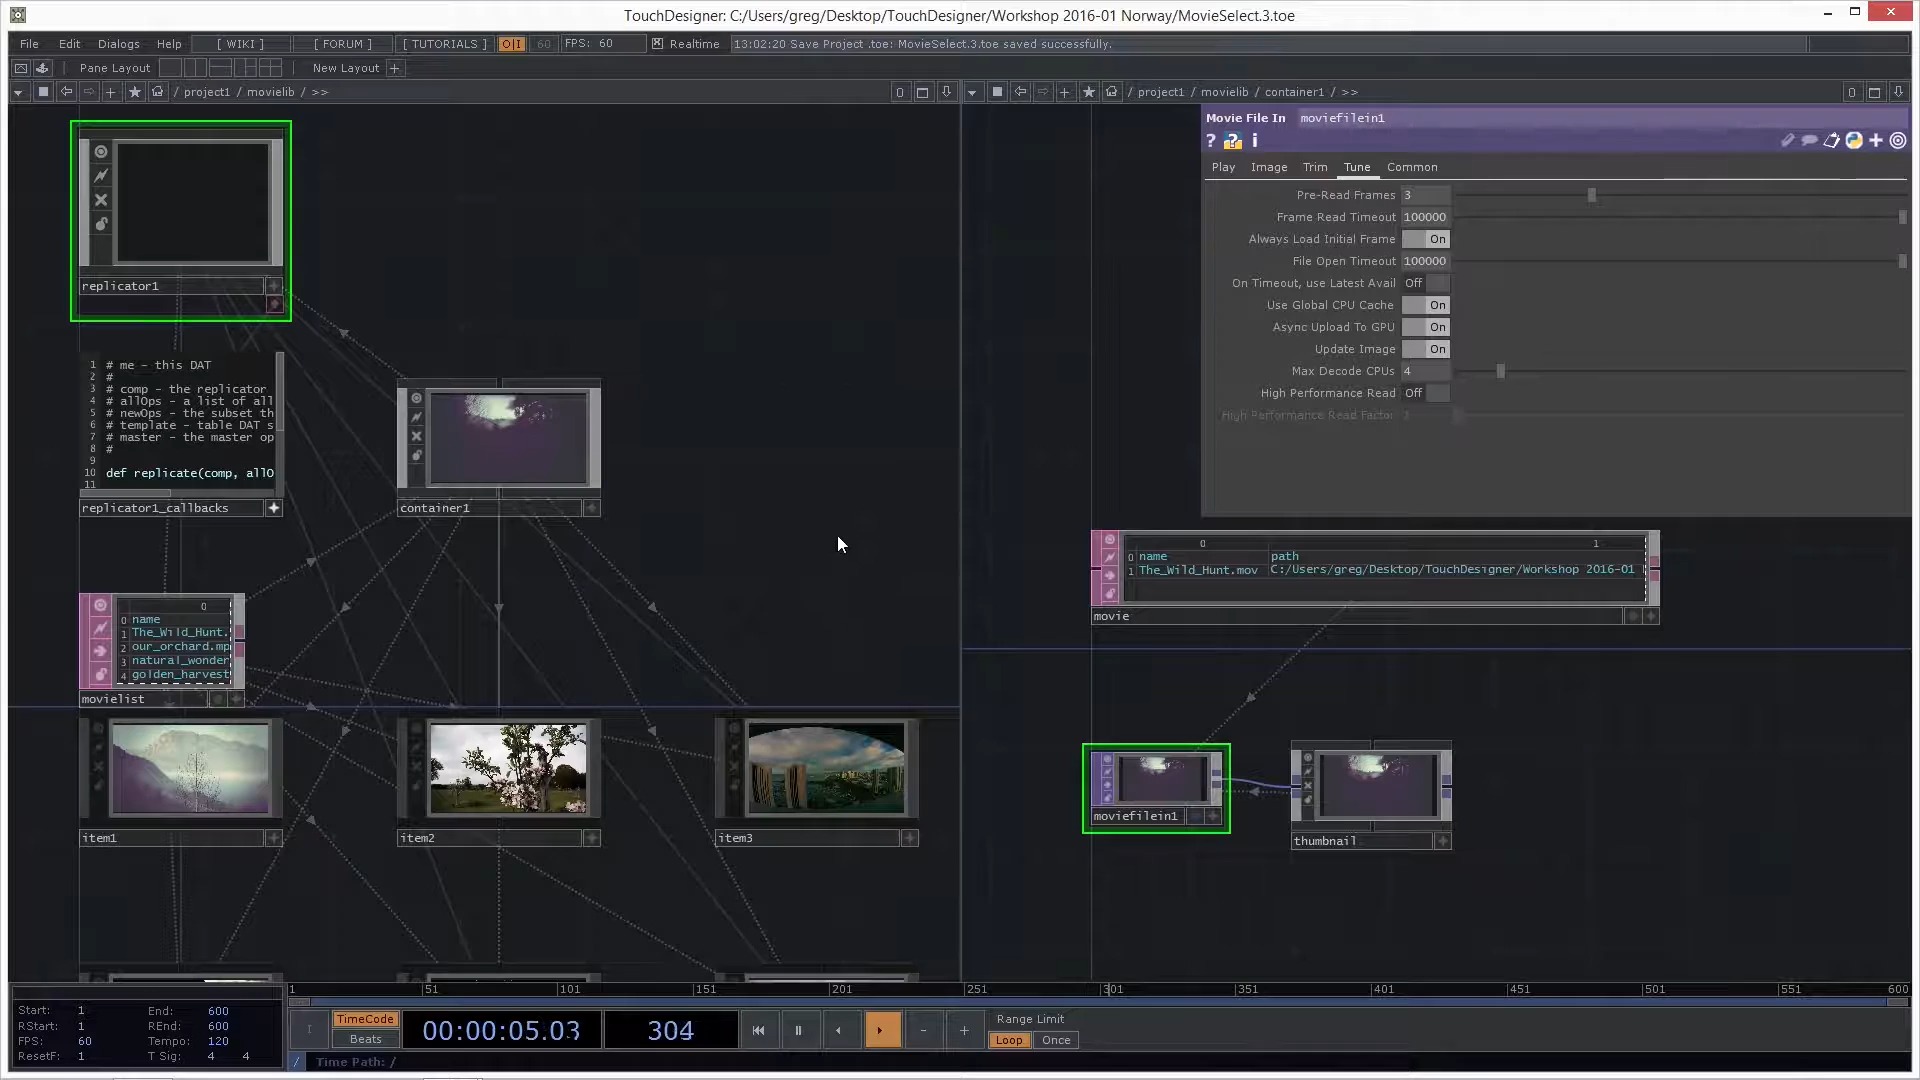 TouchDesigner: C:/Users/greg/Desktop/TouchDesigner/Workshop 2016-01 Norway/MovieSelect.3.toe
File Edit Dialogs Help [ WIKI ] [ FORUM ] [ TUTORIALS ] O|I 60 FPS: 60 Realtime 13:02:20 Save Project .toe: MovieSelect.3.toe saved successfully.
Pane Layout New Layout +
/ project1 / movielib / >>
0
/ project1 / movielib / container1 / >>
0
replicator1
1 # me - this DAT
2 #
3 # comp - the replicator
4 # allOps - a list of all
5 # newOps - the subset th
6 # template - table DAT s
7 # master - the master op
8 #
9
10 def replicate(comp, allO
11
replicator1_callbacks
container1
0
0 name
1 The_Wild_Hunt.
2 our_orchard.mp
3 natural_wonder
4 golden_harvest
movielist
item1
item2
item3
Movie File In moviefilein1
? ? i
Play Image Trim Tune Common
Pre-Read Frames 3
Frame Read Timeout 100000
Always Load Initial Frame On
File Open Timeout 100000
On Timeout, use Latest Avail Off
Use Global CPU Cache On
Async Upload To GPU On
Update Image On
Max Decode CPUs 4
High Performance Read Off
High Performance Read Factor
0 1
0 name path
1 The_Wild_Hunt.mov C:/Users/greg/Desktop/TouchDesigner/Workshop 2016-01
movie
moviefilein1
thumbnail
1 51 101 151 201 251 301 351 401 451 501 551 600
Start: 1 End: 600
RStart: 1 REnd: 600
FPS: 60 Tempo: 120
ResetF: 1 T Sig: 4 4
TimeCode
Beats
00:00:05.03
304
- +
Range Limit
Loop Once
/ Time Path: /